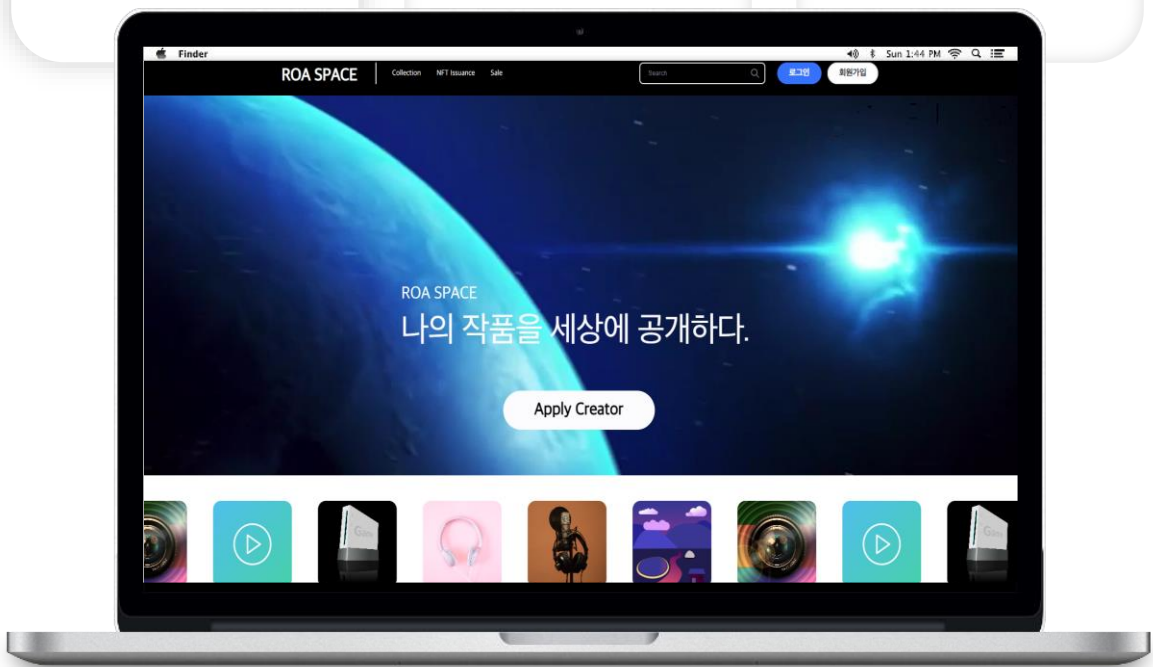 Finder
Sun 1:44 PM
ROA SPACE
Collection NFT Issuance Sale
Search
로그인
회원가입
ROA SPACE
나의 작품을 세상에 공개하다.
Apply Creator